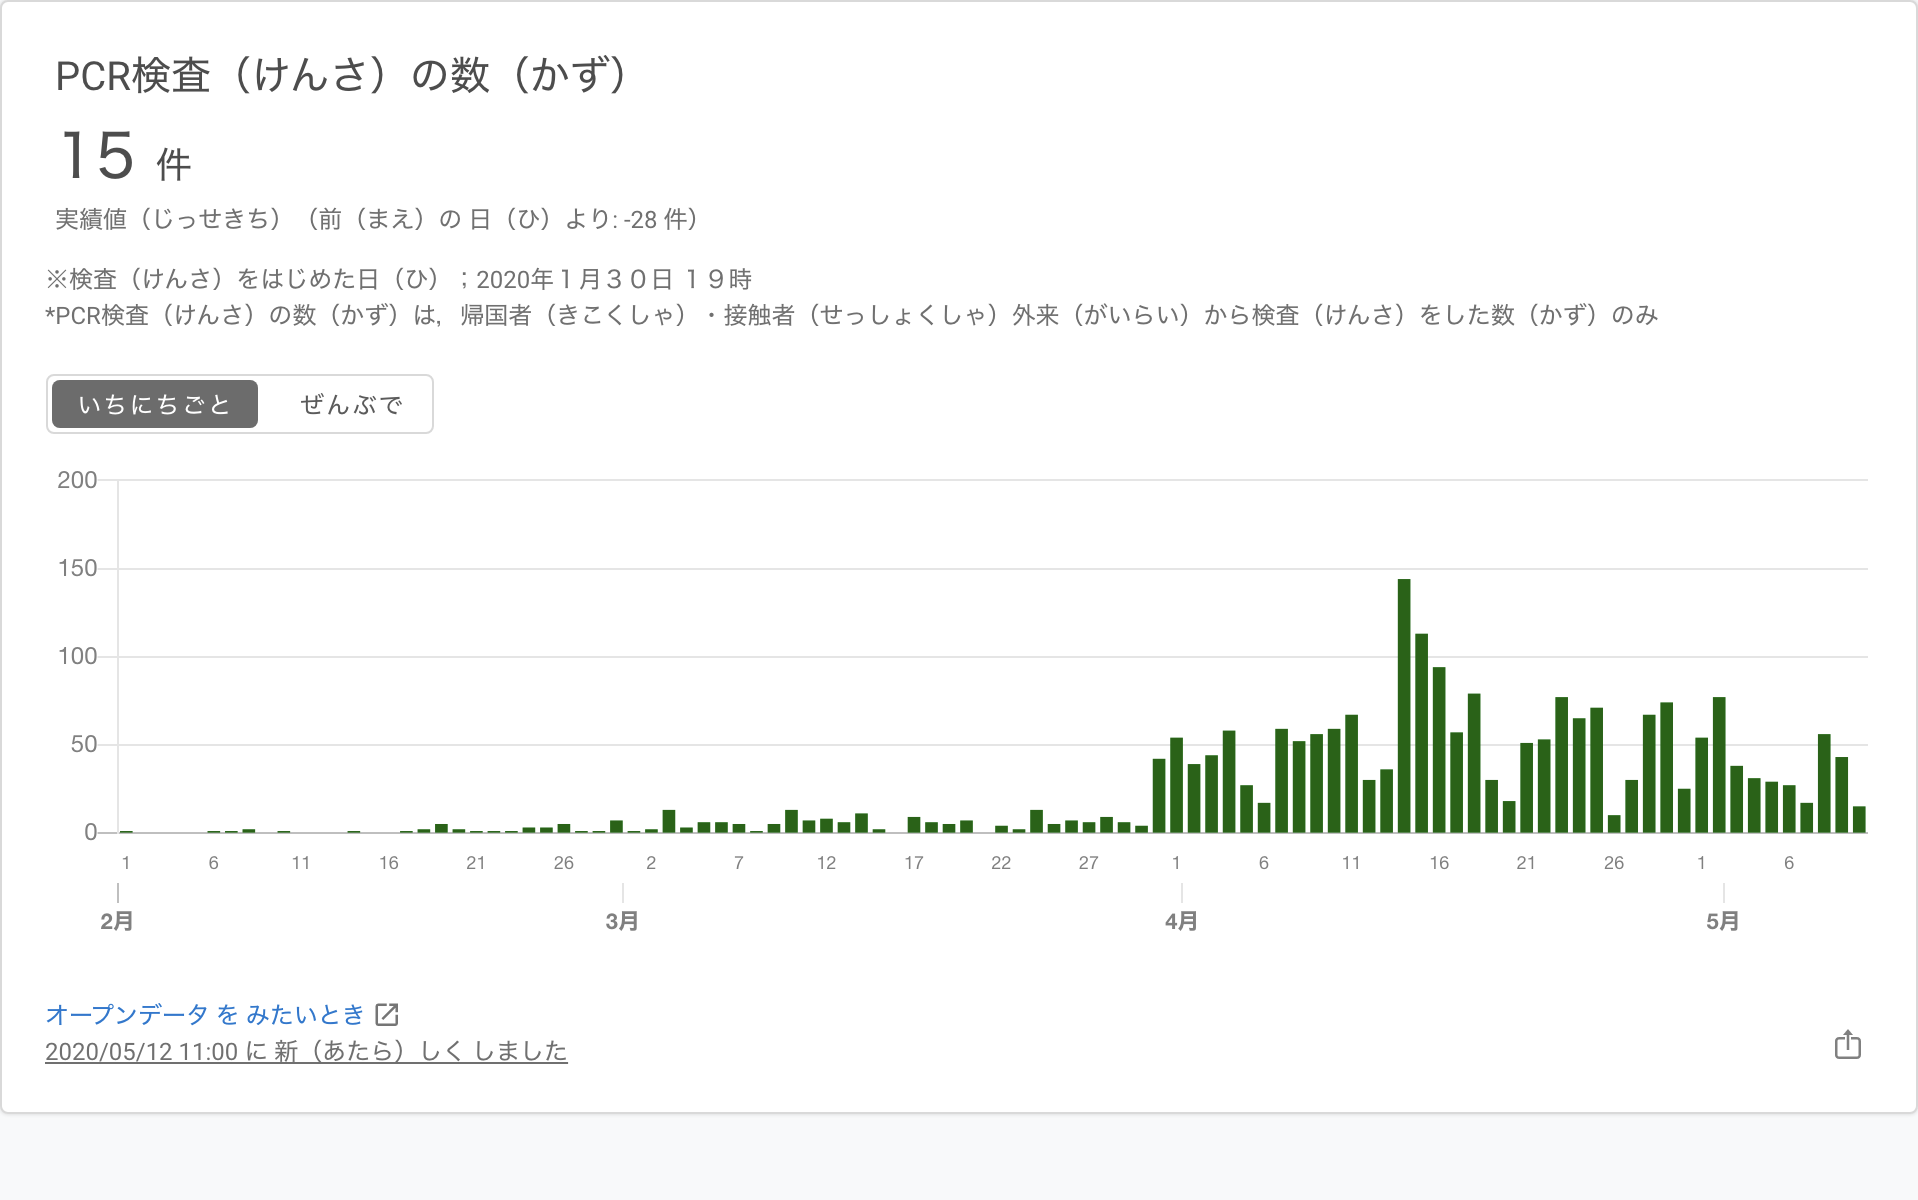 PCR検査（けんさ）の数（かず）
15 件
実績値（じっせきち）（前（まえ）の 日（ひ）より: -28 件）
※検査（けんさ）をはじめた日（ひ）；2020年１月３０日 １９時
*PCR検査（けんさ）の数（かず）は，帰国者（きこくしゃ）・接触者（せっしょくしゃ）外来（がいらい）から検査（けんさ）をした数（かず）のみ
いちにちごと ぜんぶで
200
150
100
50
0
1 6 11 16 21 26 2 7 12 17 22 27 1 6 11 16 21 26 1 6
2月 3月 4月 5月
オープンデータ を みたいとき
2020/05/12 11:00 に 新（あたら）しく しました